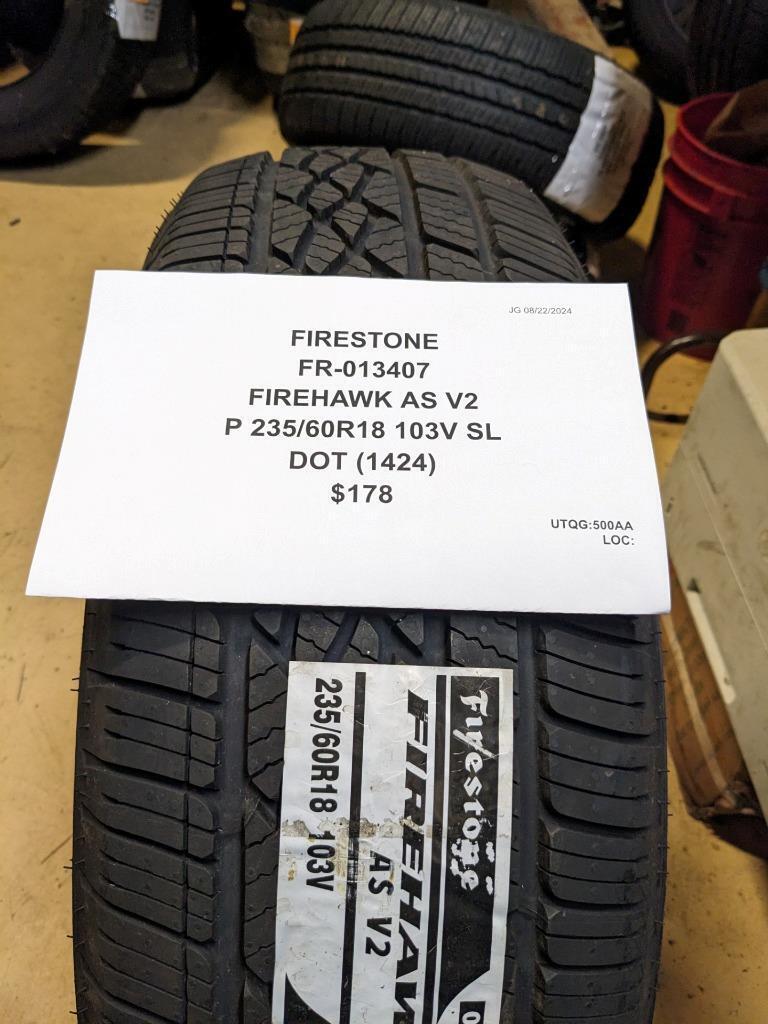 JG 08/22/2024
FIRESTONE
FR-013407
FIREHAWK AS V2
P 235/60R18 103V SL
DOT (1424)
$178
UTQG:500AA
LOC:
Firestone
FIREHAWK
AS V2
235/60R18 103V